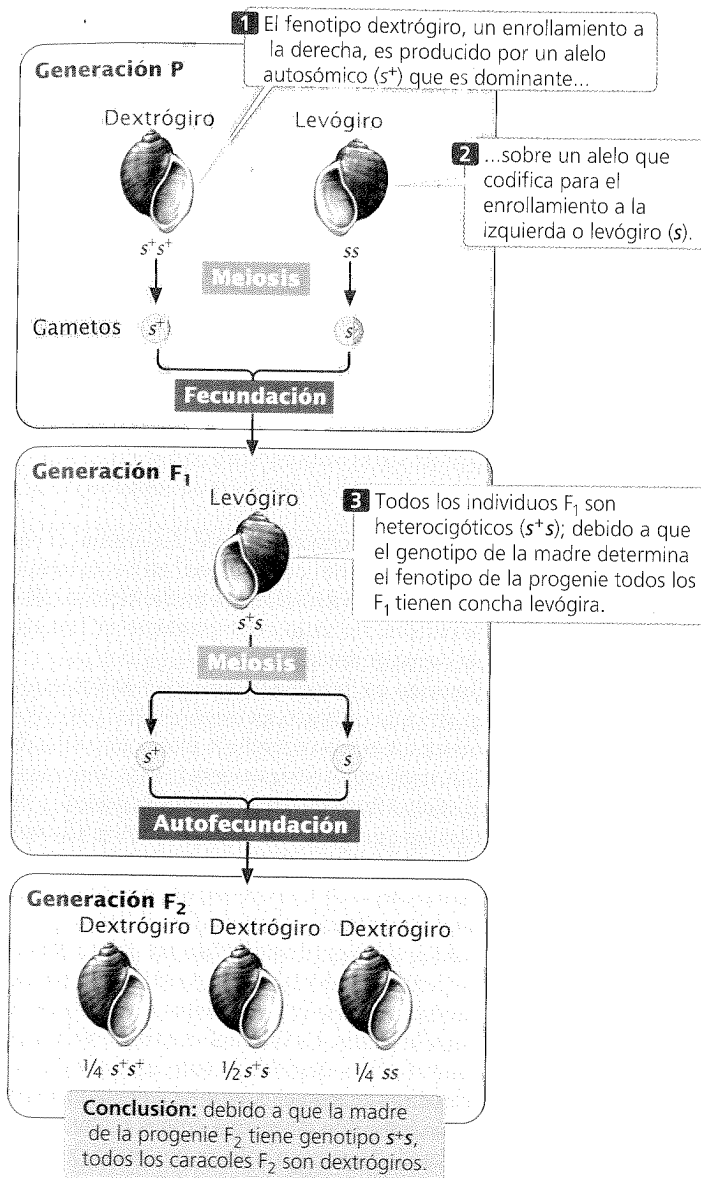 1 El fenotipo dextrógiro, un enrollamiento a
la derecha, es producido por un alelo
autosómico (s⁺) que es dominante...
Generación P
Dextrógiro Levógiro
2 ...sobre un alelo que
codifica para el
enrollamiento a la
izquierda o levógiro (s).
s⁺s⁺ ss
Meiosis
Gametos s⁺ s
Fecundación
Generación F₁
Levógiro
3 Todos los individuos F₁ son
heterocigóticos (s⁺s); debido a que
el genotipo de la madre determina
el fenotipo de la progenie todos los
F₁ tienen concha levógira.
s⁺s
Meiosis
s⁺ s
Autofecundación
Generación F₂
Dextrógiro Dextrógiro Dextrógiro
¼ s⁺s⁺ ½ s⁺s ¼ ss
Conclusión: debido a que la madre
de la progenie F₂ tiene genotipo s⁺s,
todos los caracoles F₂ son dextrógiros.